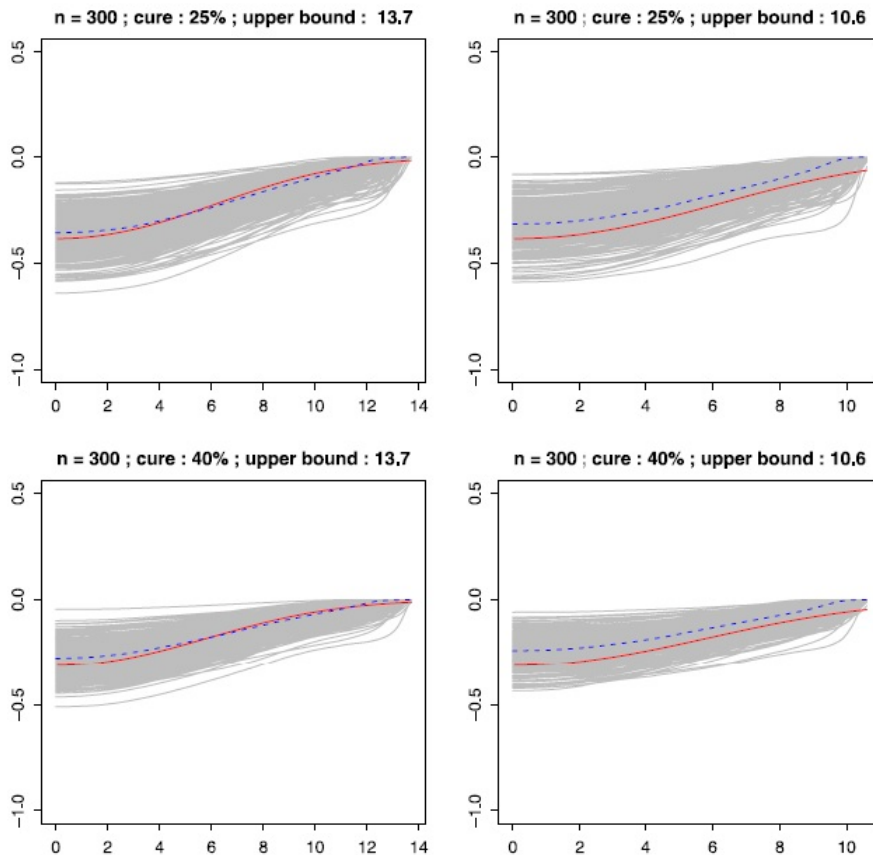 n = 300 ; cure : 25% ; upper bound : 13.7
n = 300 ; cure : 25% ; upper bound : 10.6
0.5
0.0
−0.5
−1.0
0 2 4 6 8 10 12 14
0.5
0.0
−0.5
−1.0
0 2 4 6 8 10
n = 300 ; cure : 40% ; upper bound : 13.7
n = 300 ; cure : 40% ; upper bound : 10.6
0.5
0.0
−0.5
−1.0
0 2 4 6 8 10 12 14
0.5
0.0
−0.5
−1.0
0 2 4 6 8 10